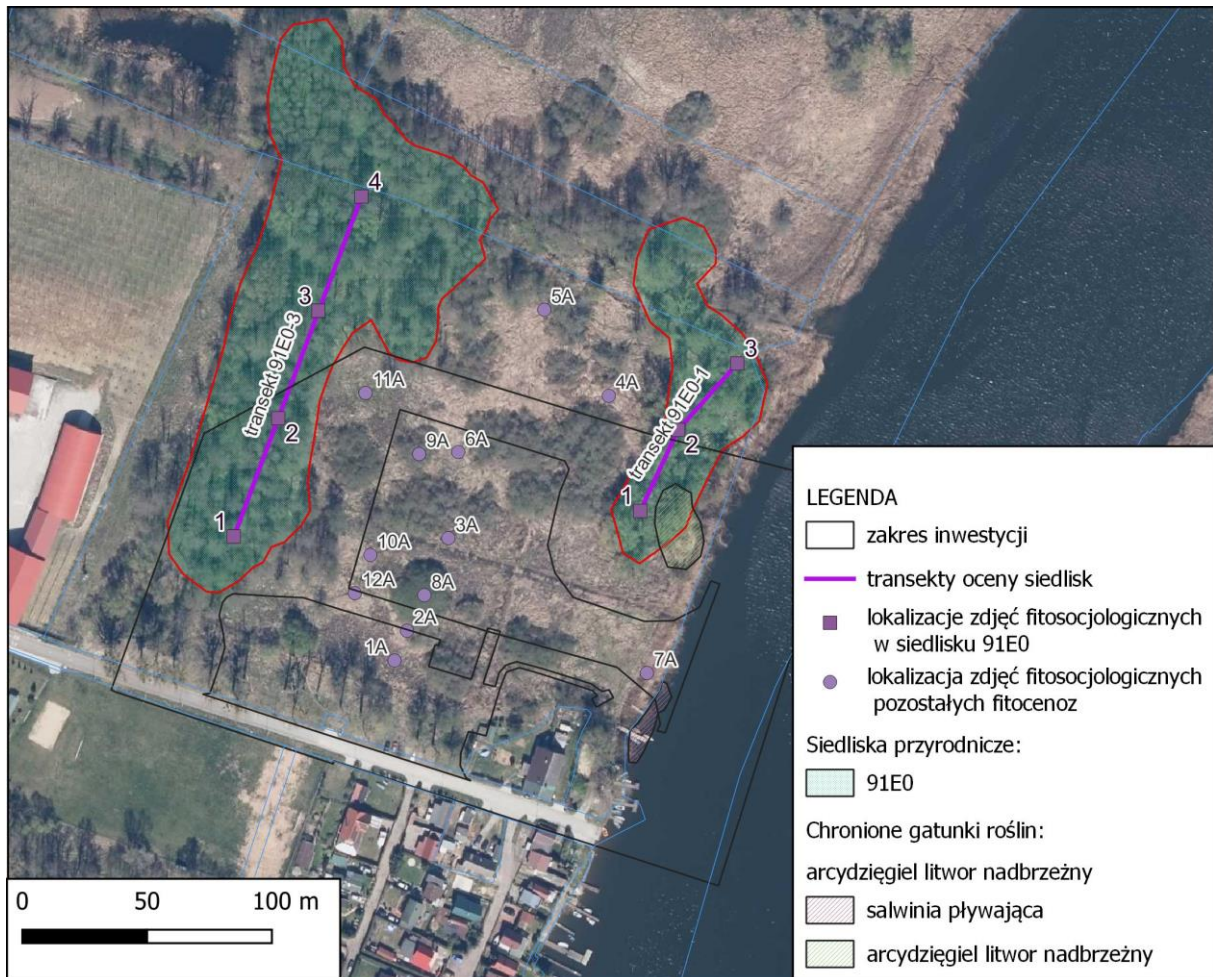 4
3
transekt 91E0-3
2
1
5A
11A
4A
9A
6A
3A
10A
12A
8A
2A
1A
7A
3
transekt 91E0-1
2
1
LEGENDA
zakres inwestycji
transekty oceny siedlisk
lokalizacje zdjęć fitosocjologicznych
w siedlisku 91E0
lokalizacja zdjęć fitosocjologicznych
pozostałych fitocenoz
Siedliska przyrodnicze:
91E0
Chronione gatunki roślin:
arcydzięgiel litwor nadbrzeżny
salwinia pływająca
arcydzięgiel litwor nadbrzeżny
0 50 100 m